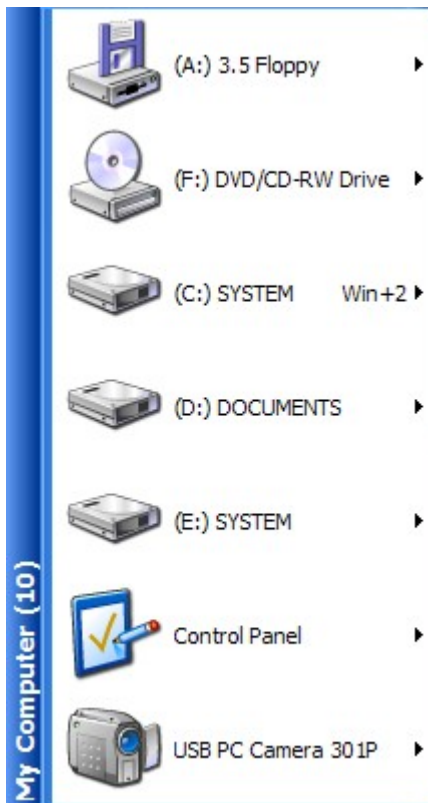 (A:) 3.5 Floppy
(F:) DVD/CD-RW Drive
(C:) SYSTEM Win+2
(D:) DOCUMENTS
(E:) SYSTEM
Control Panel
USB PC Camera 301P
My Computer (10)